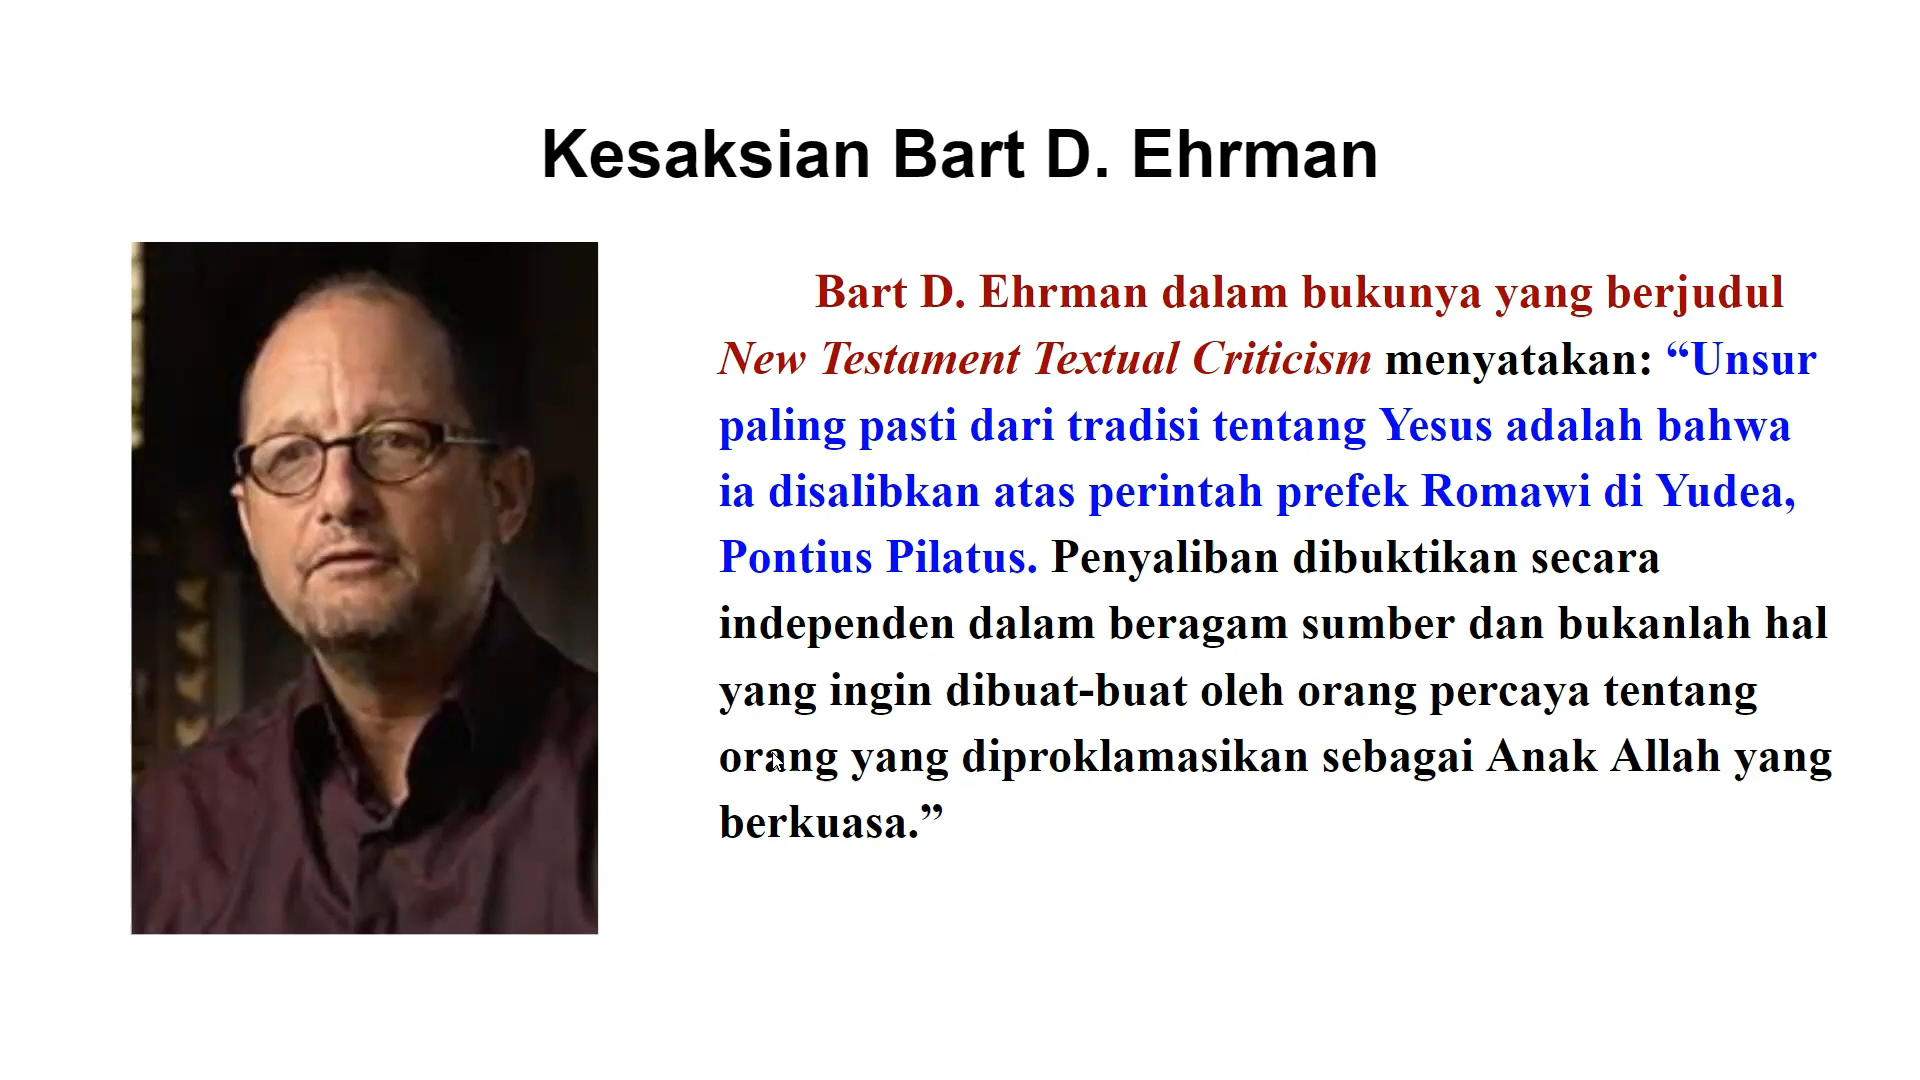 Kesaksian Bart D. Ehrman
Bart D. Ehrman dalam bukunya yang berjudul
New Testament Textual Criticism menyatakan: “Unsur
paling pasti dari tradisi tentang Yesus adalah bahwa
ia disalibkan atas perintah prefek Romawi di Yudea,
Pontius Pilatus. Penyaliban dibuktikan secara
independen dalam beragam sumber dan bukanlah hal
yang ingin dibuat-buat oleh orang percaya tentang
orang yang diproklamasikan sebagai Anak Allah yang
berkuasa.”